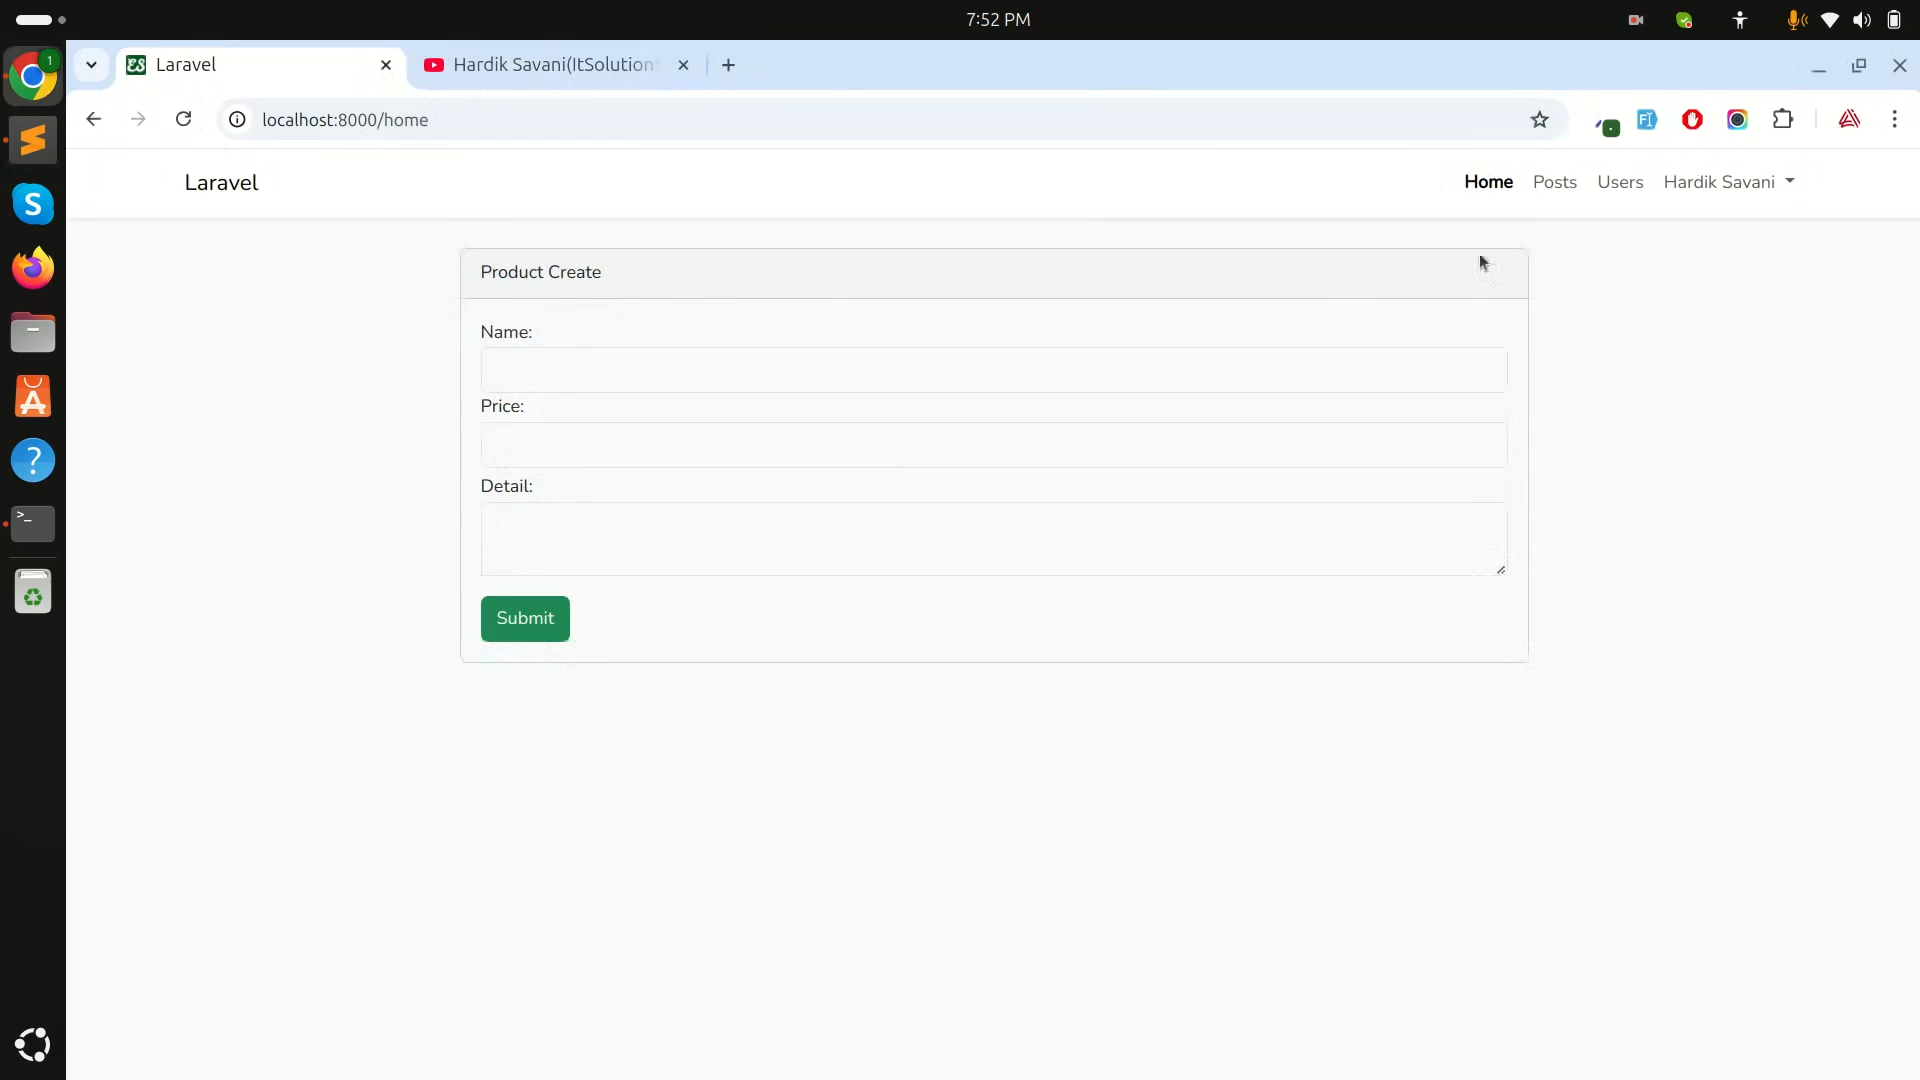 7:52 PM
1
Laravel
Hardik Savani(ItSolution
localhost:8000/home
Laravel
Home Posts Users Hardik Savani
Product Create
Name:
Price:
Detail:
Submit